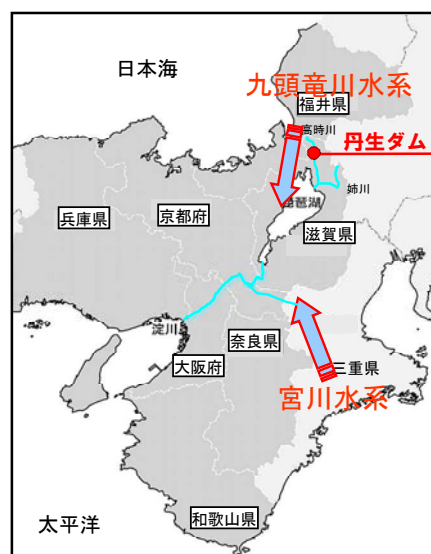 日本海
九頭竜川水系
福井県
高時川
丹生ダム
姉川
琵琶湖
滋賀県
兵庫県
京都府
淀川
奈良県
大阪府
三重県
宮川水系
和歌山県
太平洋